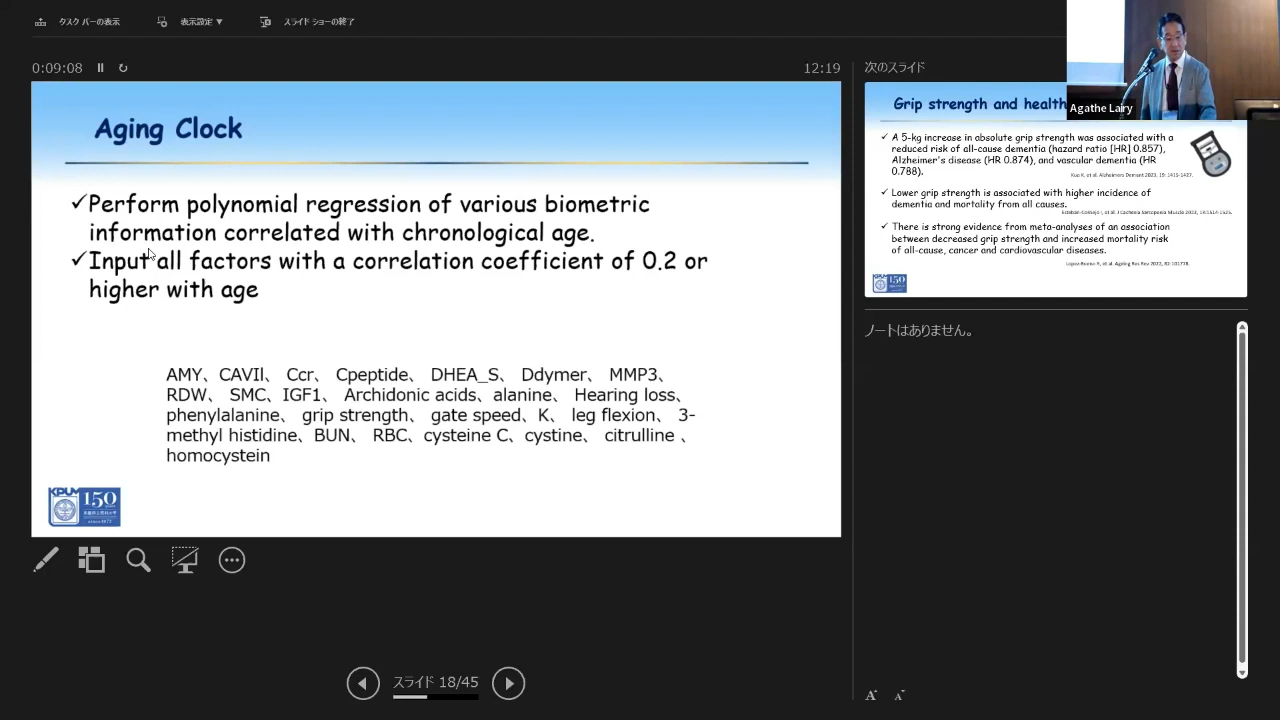 タスク バーの表示
表示設定 ▼
スライド ショーの終了
0:09:08
12:19
Aging Clock
✓Perform polynomial regression of various biometric
information correlated with chronological age.
✓Input all factors with a correlation coefficient of 0.2 or
higher with age
AMY、CAVIl、 Ccr、 Cpeptide、 DHEA_S、 Ddymer、 MMP3、
RDW、 SMC、IGF1、 Archidonic acids、alanine、 Hearing loss、
phenylalanine、 grip strength、 gate speed、K、 leg flexion、 3-
methyl histidine、BUN、 RBC、cysteine C、cystine、 citrulline 、
homocystein
KPUM 150
since 1872
スライド 18/45
Agathe Lairy
次のスライド
Grip strength and health
✓ A 5-kg increase in absolute grip strength was associated with a
reduced risk of all-cause dementia (hazard ratio [HR] 0.857),
Alzheimer's disease (HR 0.874), and vascular dementia (HR
0.788).
✓ Lower grip strength is associated with higher incidence of
dementia and mortality from all causes.
✓ There is strong evidence from meta-analyses of an association
between decreased grip strength and increased mortality risk
of all-cause, cancer and cardiovascular diseases.
150
ノートはありません。
A
A